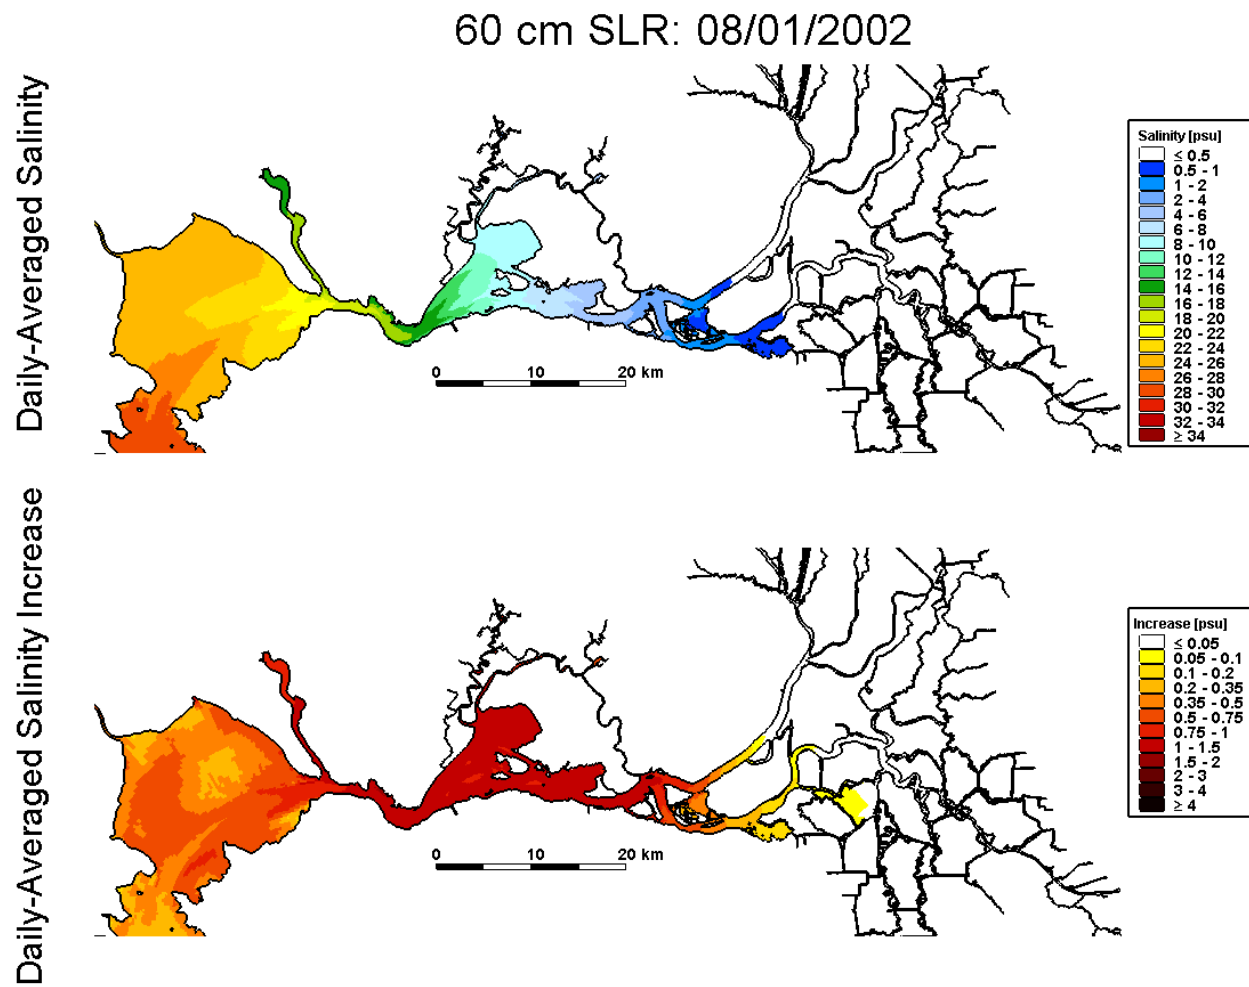 60 cm SLR: 08/01/2002
Daily-Averaged Salinity
Salinity [psu]
≤ 0.5
0.5 - 1
1 - 2
2 - 4
4 - 6
6 - 8
8 - 10
10 - 12
12 - 14
14 - 16
16 - 18
18 - 20
20 - 22
22 - 24
24 - 26
26 - 28
28 - 30
30 - 32
32 - 34
≥ 34
0 10 20 km
Daily-Averaged Salinity Increase
Increase [psu]
≤ 0.05
0.05 - 0.1
0.1 - 0.2
0.2 - 0.35
0.35 - 0.5
0.5 - 0.75
0.75 - 1
1 - 1.5
1.5 - 2
2 - 3
3 - 4
≥ 4
0 10 20 km